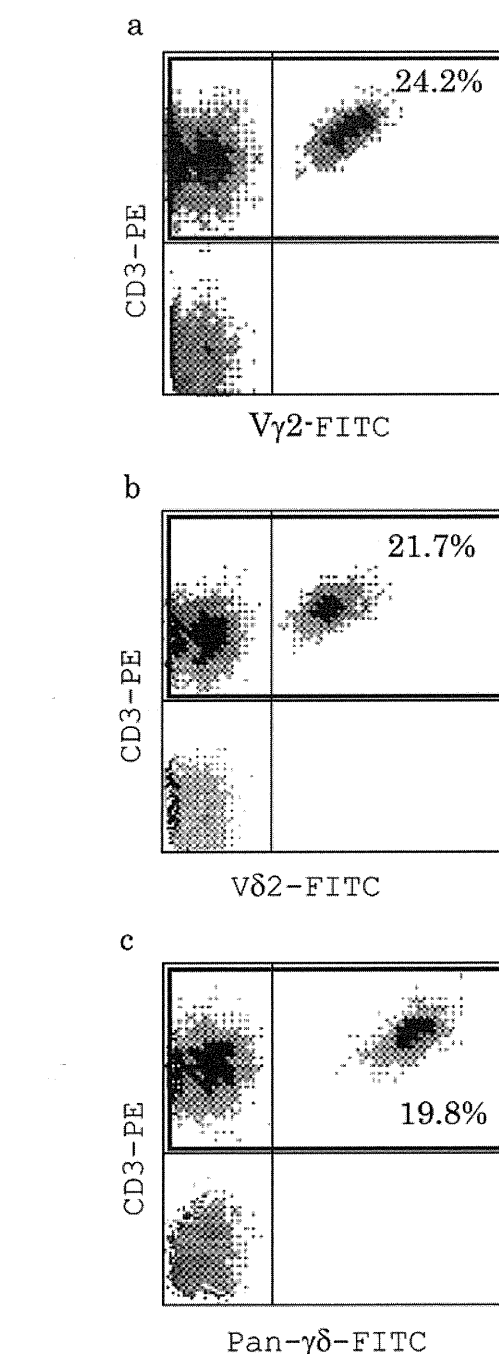 a
24.2%
CD3-PE
Vγ2-FITC
b
21.7%
CD3-PE
Vδ2-FITC
c
19.8%
CD3-PE
Pan-γδ-FITC